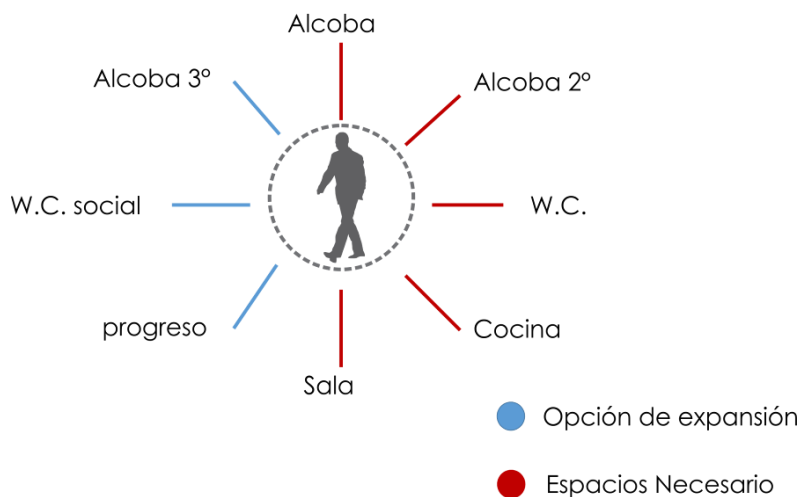 Alcoba
Alcoba 3º
Alcoba 2º
W.C. social
W.C.
progreso
Cocina
Sala
Opción de expansión
Espacios Necesario